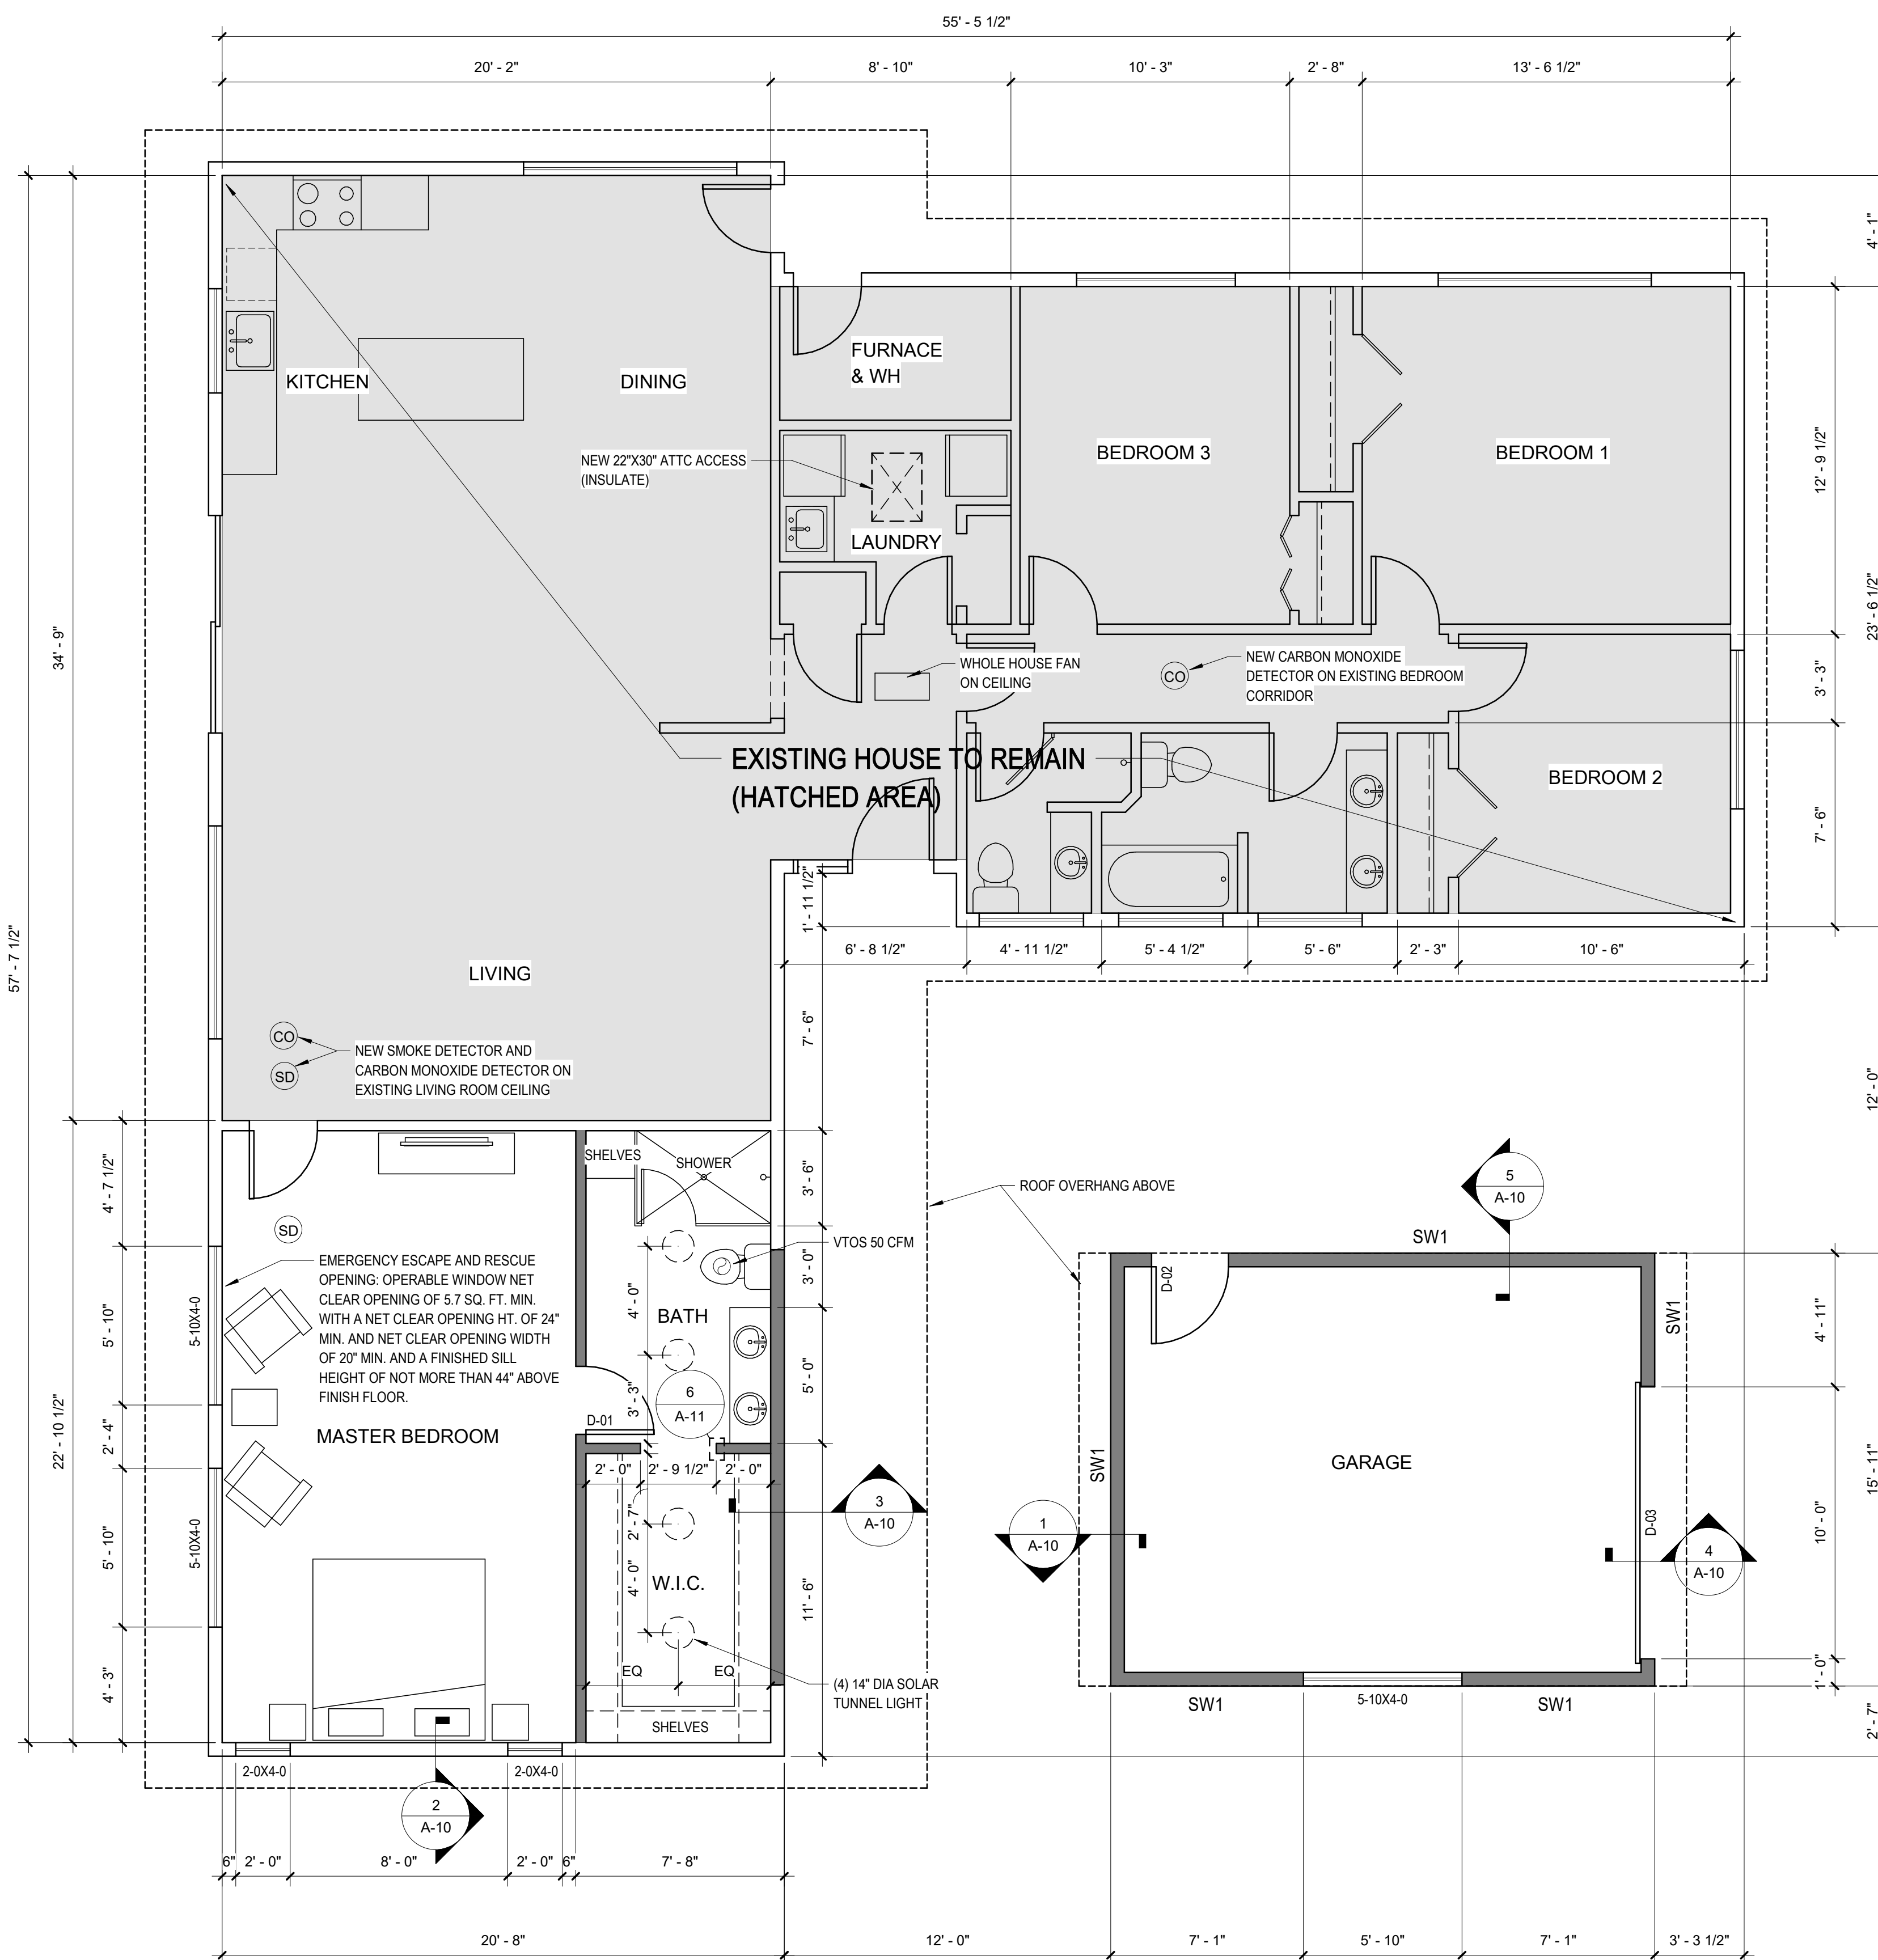 55' - 5 1/2"
20' - 2"
8' - 10"
10' - 3"
2' - 8"
13' - 6 1/2"
4' - 1"
FURNACE
& WH
KITCHEN
DINING
NEW 22"X30" ATTC ACCESS
(INSULATE)
BEDROOM 3
BEDROOM 1
12' - 9 1/2"
LAUNDRY
23' - 6 1/2"
34' - 9"
WHOLE HOUSE FAN
ON CEILING
CO
NEW CARBON MONOXIDE
DETECTOR ON EXISTING BEDROOM
CORRIDOR
3' - 3"
EXISTING HOUSE TO REMAIN
(HATCHED AREA)
BEDROOM 2
7' - 6"
1' - 11 1/2"
57' - 7 1/2"
6' - 8 1/2"
4' - 11 1/2"
5' - 4 1/2"
5' - 6"
2' - 3"
10' - 6"
LIVING
7' - 6"
CO
SD
NEW SMOKE DETECTOR AND
CARBON MONOXIDE DETECTOR ON
EXISTING LIVING ROOM CEILING
12' - 0"
SHELVES
SHOWER
4' - 7 1/2"
3' - 6"
ROOF OVERHANG ABOVE
5
A-10
SD
VTOS 50 CFM
SW1
EMERGENCY ESCAPE AND RESCUE
OPENING: OPERABLE WINDOW NET
CLEAR OPENING OF 5.7 SQ. FT. MIN.
WITH A NET CLEAR OPENING HT. OF 24"
MIN. AND NET CLEAR OPENING WIDTH
OF 20" MIN. AND A FINISHED SILL
HEIGHT OF NOT MORE THAN 44" ABOVE
FINISH FLOOR.
3' - 0"
D-02
4' - 0"
BATH
5' - 10"
5-10X4-0
SW1
4' - 11"
5' - 0"
3' - 3"
6
A-11
D-01
MASTER BEDROOM
2' - 4"
22' - 10 1/2"
SW1
GARAGE
15' - 11"
2' - 0"
2' - 9 1/2"
2' - 0"
3
A-10
1
A-10
D-03
10' - 0"
4
A-10
2' - 7"
5' - 10"
5-10X4-0
4' - 0"
W.I.C.
11' - 6"
EQ
EQ
4' - 3"
(4) 14" DIA SOLAR
TUNNEL LIGHT
1' - 0"
SW1
5-10X4-0
SW1
SHELVES
2' - 7"
2-0X4-0
2-0X4-0
2
A-10
6"
2' - 0"
8' - 0"
2' - 0"
6"
7' - 8"
20' - 8"
12' - 0"
7' - 1"
5' - 10"
7' - 1"
3' - 3 1/2"